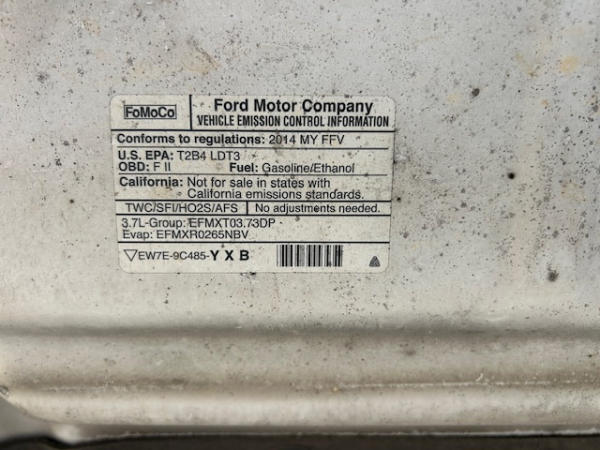 FoMoCo
Ford Motor Company
VEHICLE EMISSION CONTROL INFORMATION
Conforms to regulations: 2014 MY FFV
U.S. EPA: T2B4 LDT3
OBD: F II Fuel: Gasoline/Ethanol
California: Not for sale in states with
California emissions standards.
TWC/SFI/HO2S/AFS No adjustments needed.
3.7L-Group: EFMXT03.73DP
Evap: EFMXR0265NBV
EW7E-9C485-Y X B